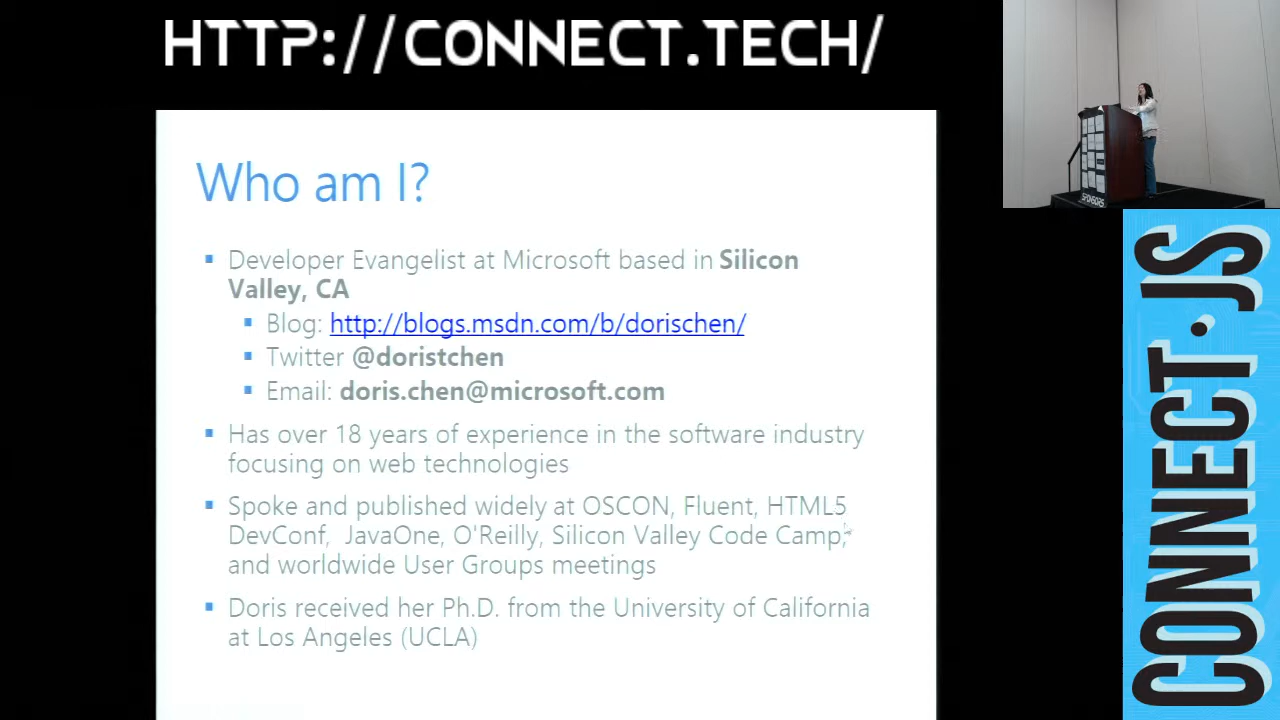 HTTP://CONNECT.TECH/
Who am I?
Developer Evangelist at Microsoft based in Silicon
Valley, CA
Blog: http://blogs.msdn.com/b/dorischen/
Twitter @doristchen
Email: doris.chen@microsoft.com
Has over 18 years of experience in the software industry
focusing on web technologies
Spoke and published widely at OSCON, Fluent, HTML5
DevConf, JavaOne, O'Reilly, Silicon Valley Code Camp,
and worldwide User Groups meetings
Doris received her Ph.D. from the University of California
at Los Angeles (UCLA)
SPONSORS
CONNECT.JS